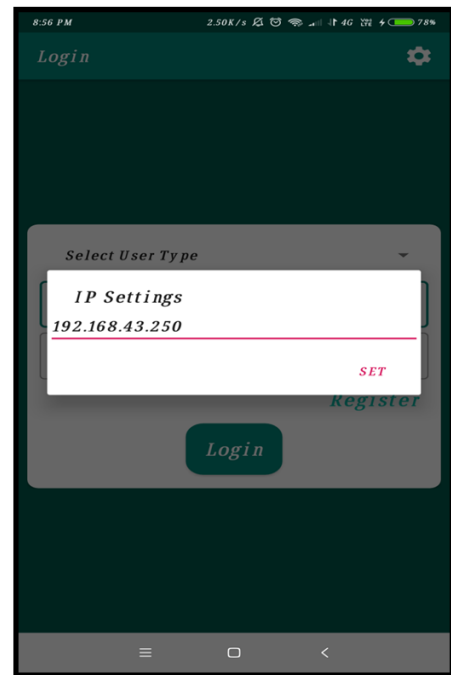 8:56 PM 2.50K/s 4G VoLTE 78%
Login
Select User Type
IP Settings
192.168.43.250
SET
Register
Login